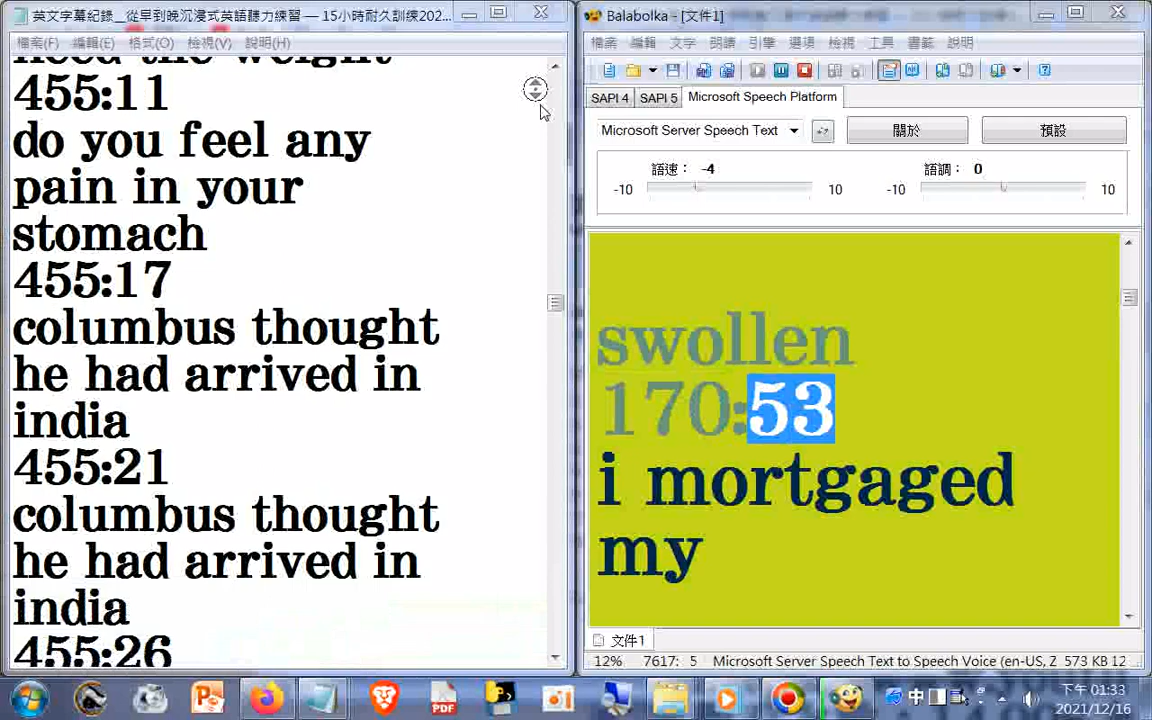 英文字幕紀錄__從早到晚沉浸式英語聽力練習 — 15小時耐久訓練202...
檔案(F) 編輯(E) 格式(O) 檢視(V) 說明(H)
need the weight
455:11
do you feel any
pain in your
stomach
455:17
columbus thought
he had arrived in
india
455:21
columbus thought
he had arrived in
india
455:26
Balabolka - [文件1]
檔案 編輯 文字 朗讀 引擎 選項 檢視 工具 書籤 說明
SAPI 4 SAPI 5 Microsoft Speech Platform
Microsoft Server Speech Text 關於 預設
語速： -4 語調： 0
-10 10 -10 10
swollen
170:53
i mortgaged
my
文件1
12% 7617: 5 Microsoft Server Speech Text to Speech Voice (en-US, Z 573 KB 12
PDF 中 下午 01:33
2021/12/16